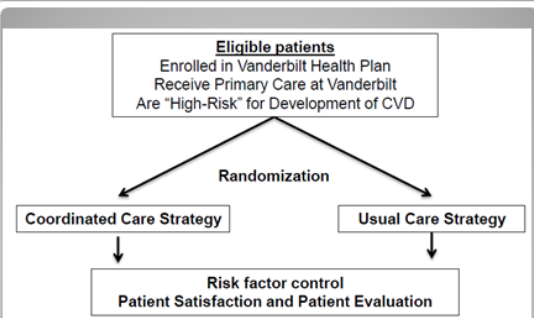 Eligible patients
Enrolled in Vanderbilt Health Plan
Receive Primary Care at Vanderbilt
Are "High-Risk" for Development of CVD
Randomization
Coordinated Care Strategy
Usual Care Strategy
Risk factor control
Patient Satisfaction and Patient Evaluation